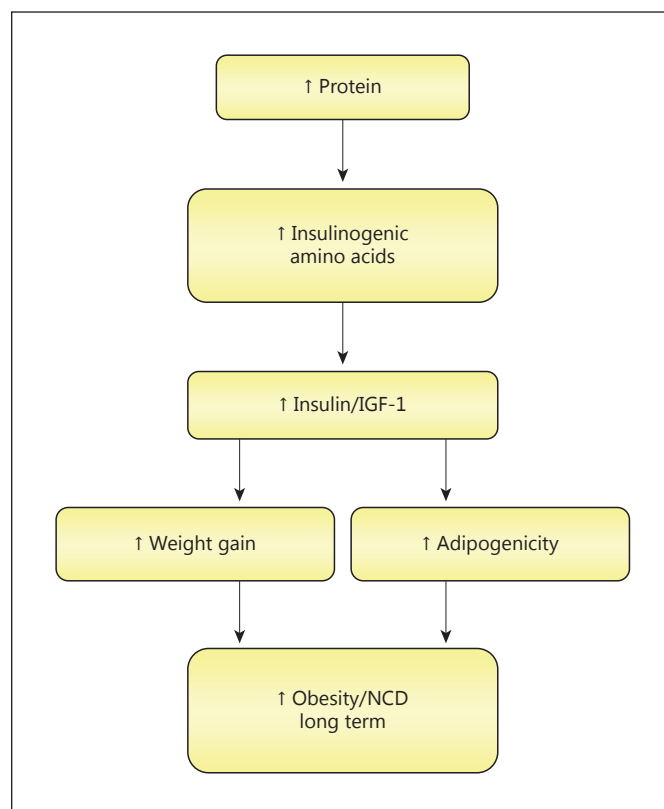 ↑ Protein
↑ Insulinogenic
amino acids
↑ Insulin/IGF-1
↑ Weight gain
↑ Adipogenicity
↑ Obesity/NCD
long term